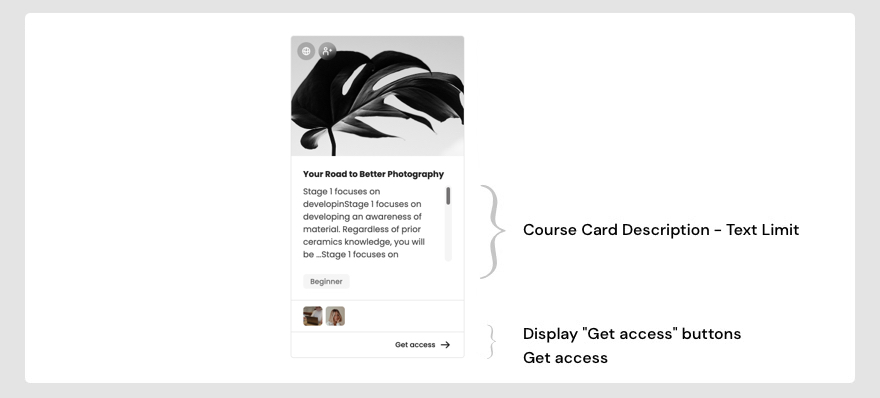 Your Road to Better Photography
Stage 1 focuses on
developinStage 1 focuses on
developing an awareness of
material. Regardless of prior
ceramics knowledge, you will
be ...Stage 1 focuses on
Beginner
Get access
Course Card Description - Text Limit
Display "Get access" buttons
Get access